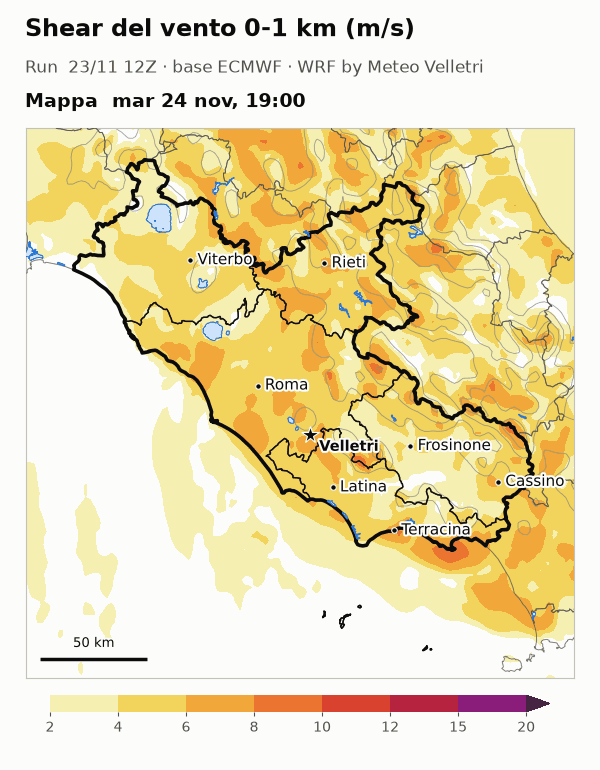 Shear del vento 0-1 km (m/s)
Run  23/11 12Z · base ECMWF · WRF by Meteo Velletri
Mappa  mar 24 nov, 19:00
Viterbo
Rieti
Roma
Velletri
Frosinone
Cassino
Latina
Terracina
50 km
2 4 6 8 10 12 15 20